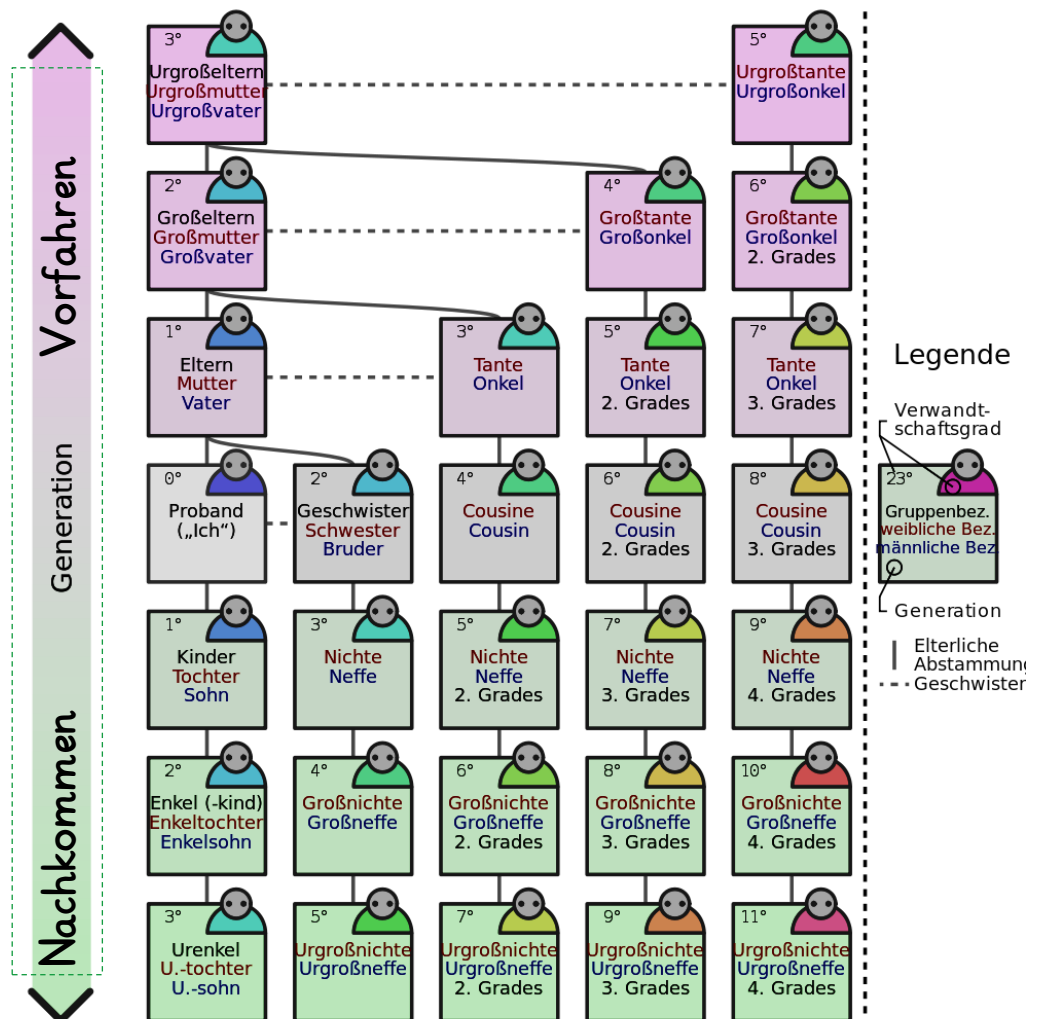 3°
Urgroßeltern
Urgroßmutter
Urgroßvater
5°
Urgroßtante
Urgroßonkel
2°
Großeltern
Großmutter
Großvater
4°
Großtante
Großonkel
6°
Großtante
Großonkel
2. Grades
1°
Eltern
Mutter
Vater
3°
Tante
Onkel
5°
Tante
Onkel
2. Grades
7°
Tante
Onkel
3. Grades
0°
Proband
(„Ich“)
2°
Geschwister
Schwester
Bruder
4°
Cousine
Cousin
6°
Cousine
Cousin
2. Grades
8°
Cousine
Cousin
3. Grades
1°
Kinder
Tochter
Sohn
3°
Nichte
Neffe
5°
Nichte
Neffe
2. Grades
7°
Nichte
Neffe
3. Grades
9°
Nichte
Neffe
4. Grades
2°
Enkel (-kind)
Enkeltochter
Enkelsohn
4°
Großnichte
Großneffe
6°
Großnichte
Großneffe
2. Grades
8°
Großnichte
Großneffe
3. Grades
10°
Großnichte
Großneffe
4. Grades
3°
Urenkel
U.-tochter
U.-sohn
5°
Urgroßnichte
Urgroßneffe
7°
Urgroßnichte
Urgroßneffe
2. Grades
9°
Urgroßnichte
Urgroßneffe
3. Grades
11°
Urgroßnichte
Urgroßneffe
4. Grades
Vorfahren
Generation
Nachkommen
Legende
Verwandt-
schaftsgrad
23°
Gruppenbez.
weibliche Bez.
männliche Bez.
Generation
Elterliche
Abstammung
Geschwister